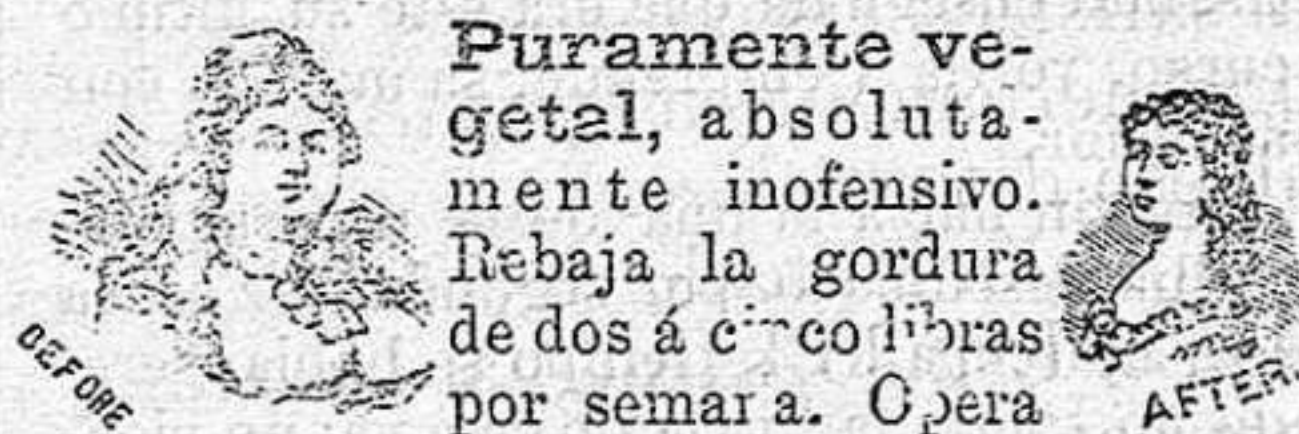 Puramente ve-
getal, absoluta-
mente inofensivo.
Rebaja la gordura
de dos á cinco libras
por semana. Opera
BEFORE
AFTER.